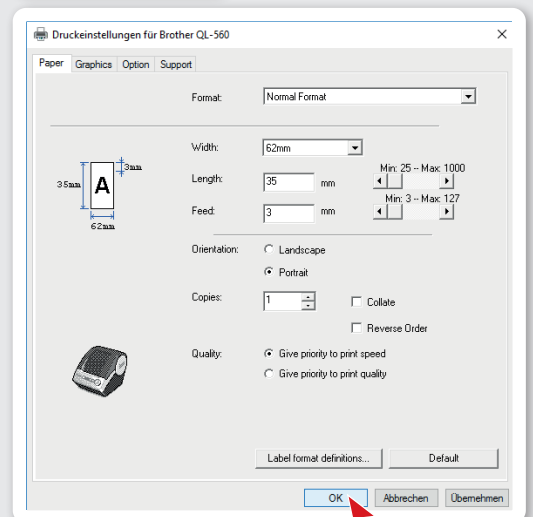 Druckeinstellungen für Brother QL-560
Paper Graphics Option Support
Format: Normal Format
Width: 62mm
Length: 35 mm Min: 25 -- Max: 1000
Feed: 3 mm Min: 3 -- Max: 127
3mm
35mm A
62mm
Orientation: Landscape
Portrait
Copies: 1 Collate
Reverse Order
Quality: Give priority to print speed
Give priority to print quality
Label format definitions... Default
OK Abbrechen Übernehmen